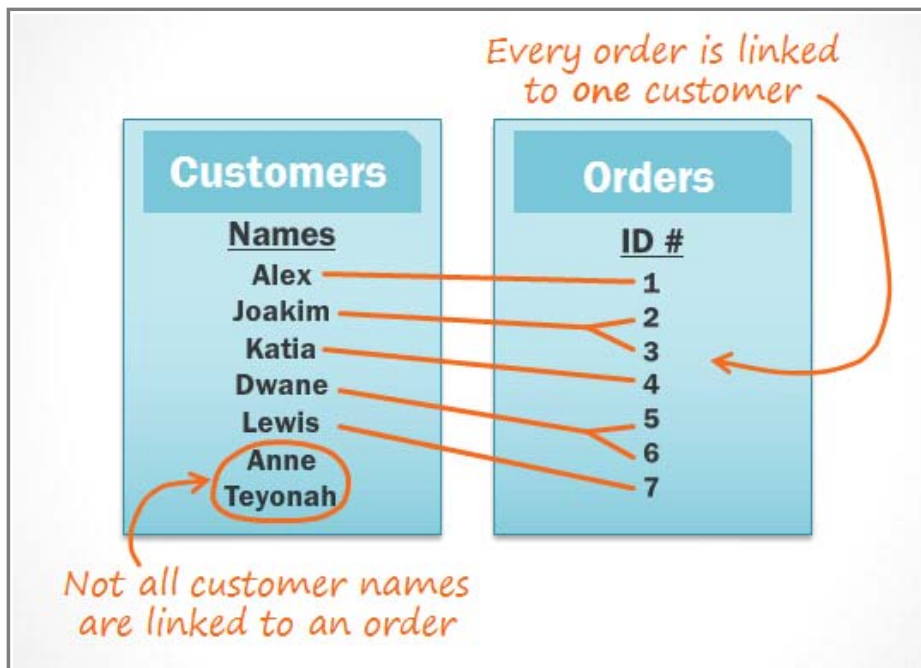 Every order is linked
to one customer
Customers
Names
Alex
Joakim
Katia
Dwane
Lewis
Anne
Teyonah
Orders
ID #
1
2
3
4
5
6
7
Not all customer names
are linked to an order